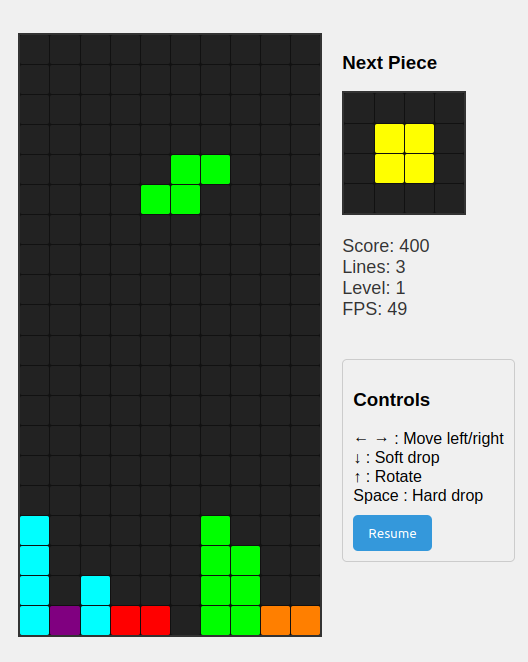 Next Piece
Score: 400
Lines: 3
Level: 1
FPS: 49
Controls
← → : Move left/right
↓ : Soft drop
↑ : Rotate
Space : Hard drop
Resume